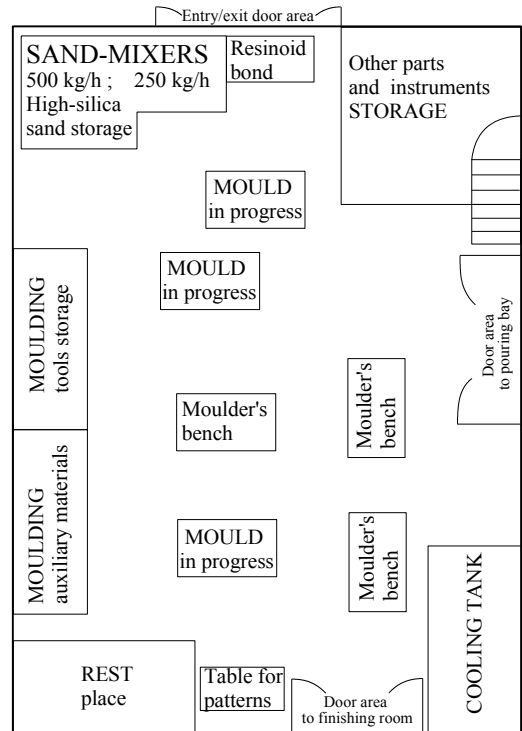 Entry/exit door area
SAND-MIXERS
500 kg/h ; 250 kg/h
High-silica
sand storage
Resinoid
bond
Other parts
and instruments
STORAGE
MOULD
in progress
MOULD
in progress
MOULDING
tools storage
Door area
to pouring bay
Moulder's
bench
Moulder's
bench
MOULDING
auxiliary materials
MOULD
in progress
Moulder's
bench
COOLING TANK
REST
place
Table for
patterns
Door area
to finishing room